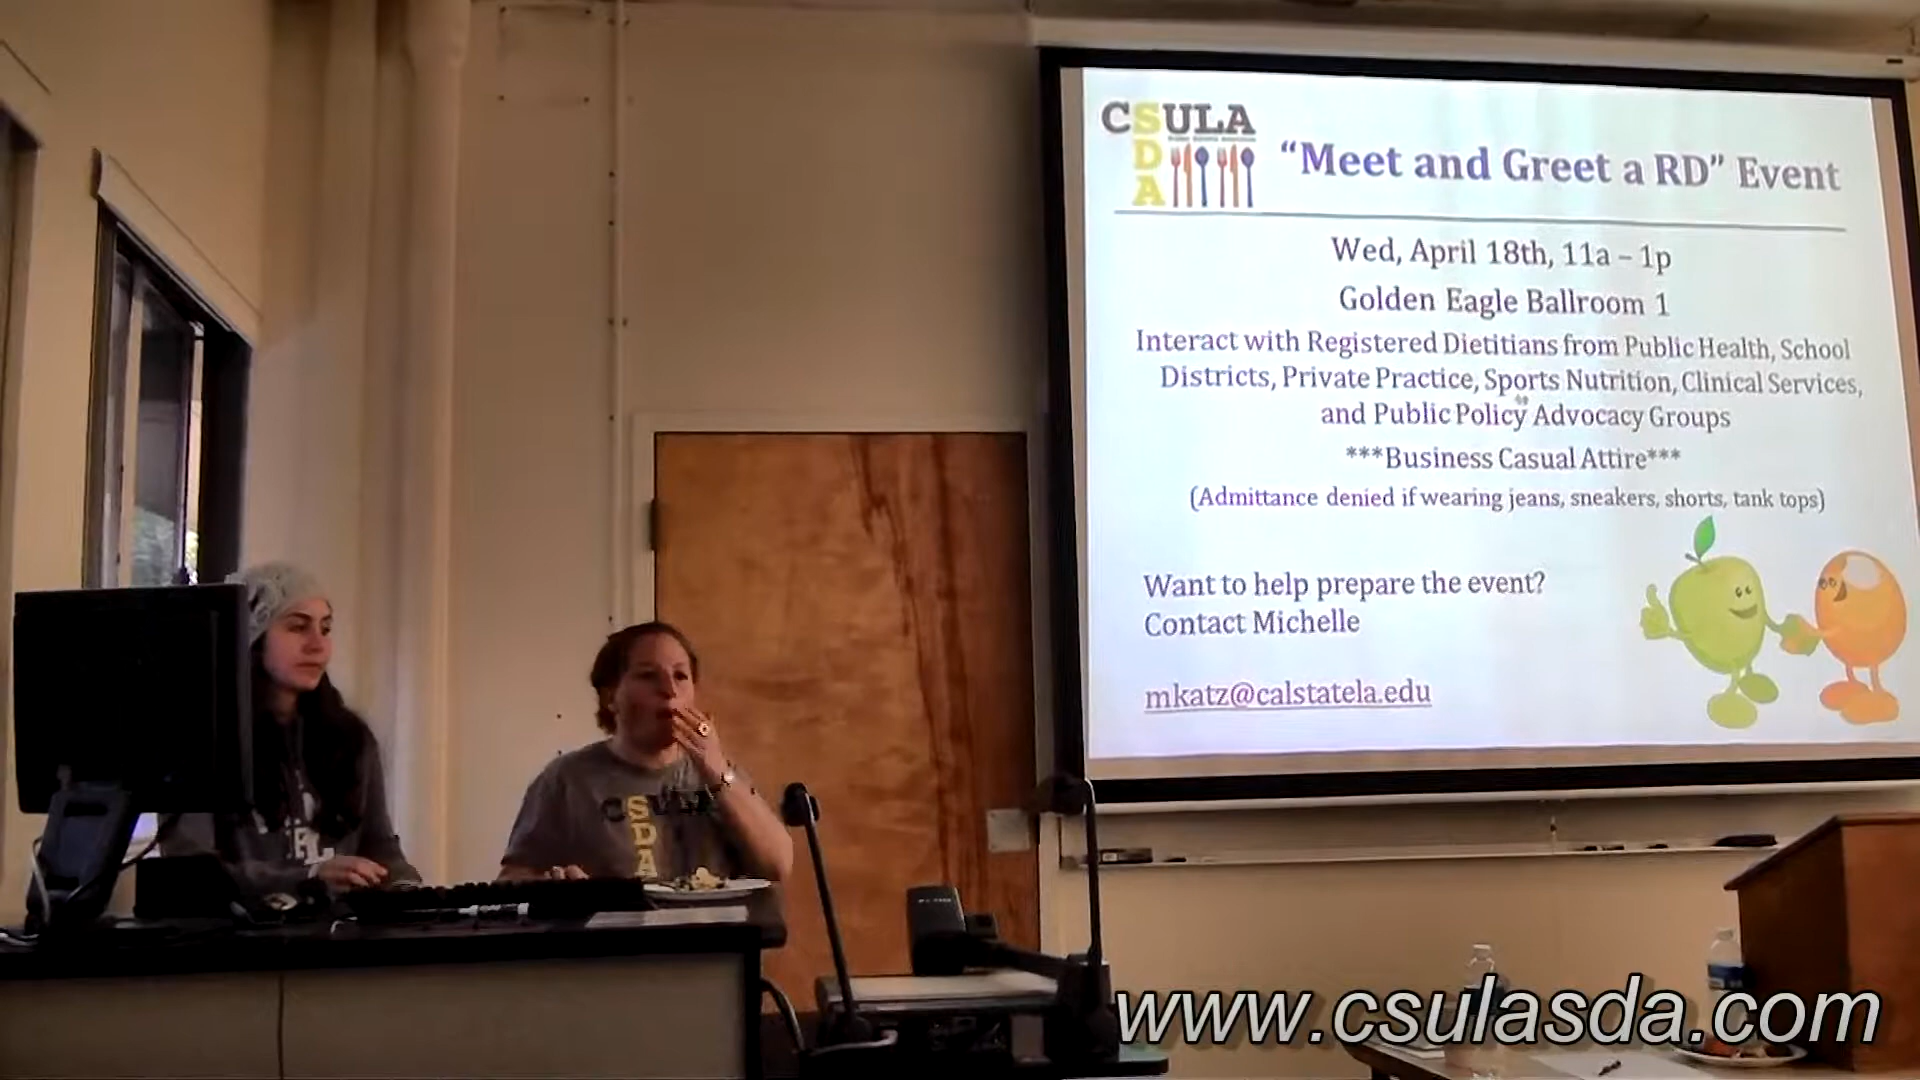 CSULA
SDA
“Meet and Greet a RD” Event
Wed, April 18th, 11a – 1p
Golden Eagle Ballroom 1
Interact with Registered Dietitians from Public Health, School
Districts, Private Practice, Sports Nutrition, Clinical Services,
and Public Policy Advocacy Groups
***Business Casual Attire***
(Admittance denied if wearing jeans, sneakers, shorts, tank tops)
Want to help prepare the event?
Contact Michelle
mkatz@calstatela.edu
CSULA
SDA
www.csulasda.com